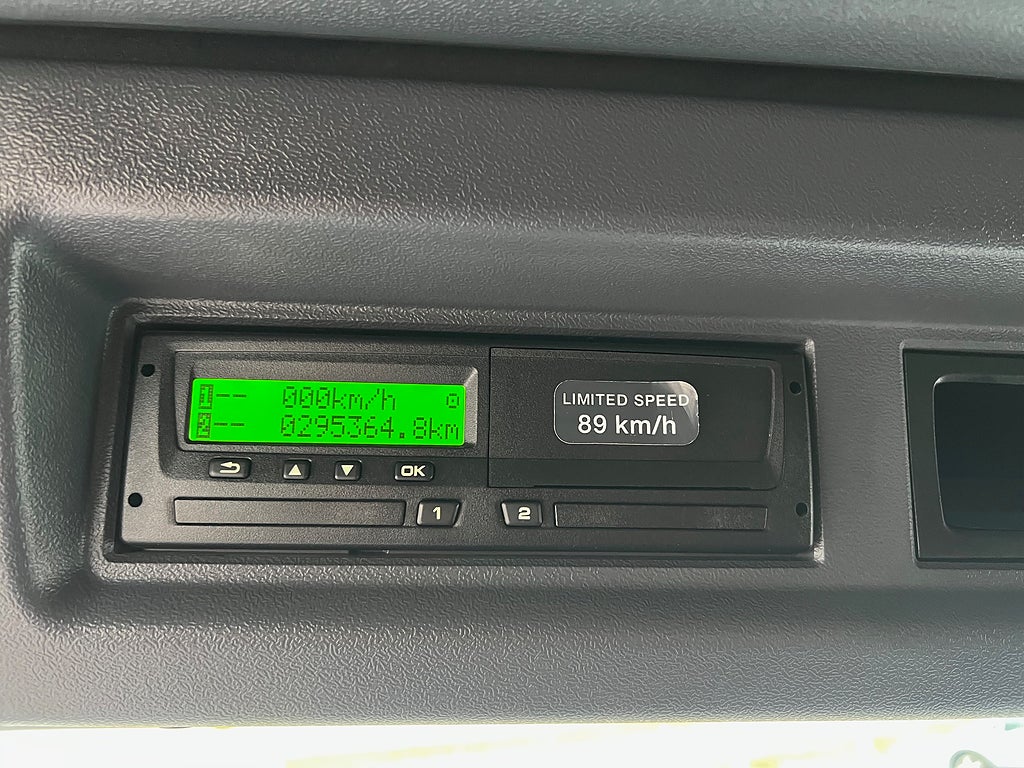 1-- 000km/h
2-- 0295364.8km
LIMITED SPEED
89 km/h
OK
1
2